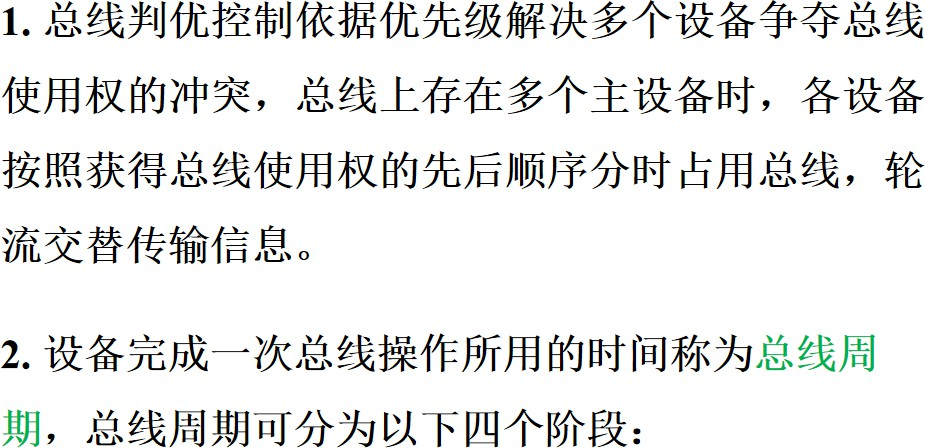 1. 总线判优控制依据优先级解决多个设备争夺总线
使用权的冲突，总线上存在多个主设备时，各设备
按照获得总线使用权的先后顺序分时占用总线，轮
流交替传输信息。
2. 设备完成一次总线操作所用的时间称为总线周
期，总线周期可分为以下四个阶段：